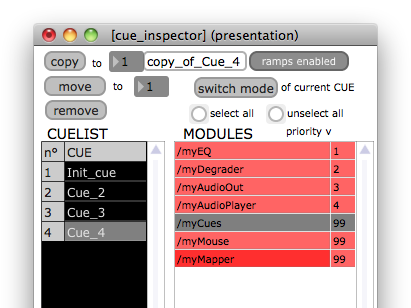 [cue_inspector] (presentation)
copy to 1 copy_of_Cue_4 ramps enabled
move to 1 switch mode of current CUE
remove select all unselect all
CUELIST MODULES priority v
n° CUE
1 Init_cue
2 Cue_2
3 Cue_3
4 Cue_4
/myEQ 1
/myDegrader 2
/myAudioOut 3
/myAudioPlayer 4
/myCues 99
/myMouse 99
/myMapper 99